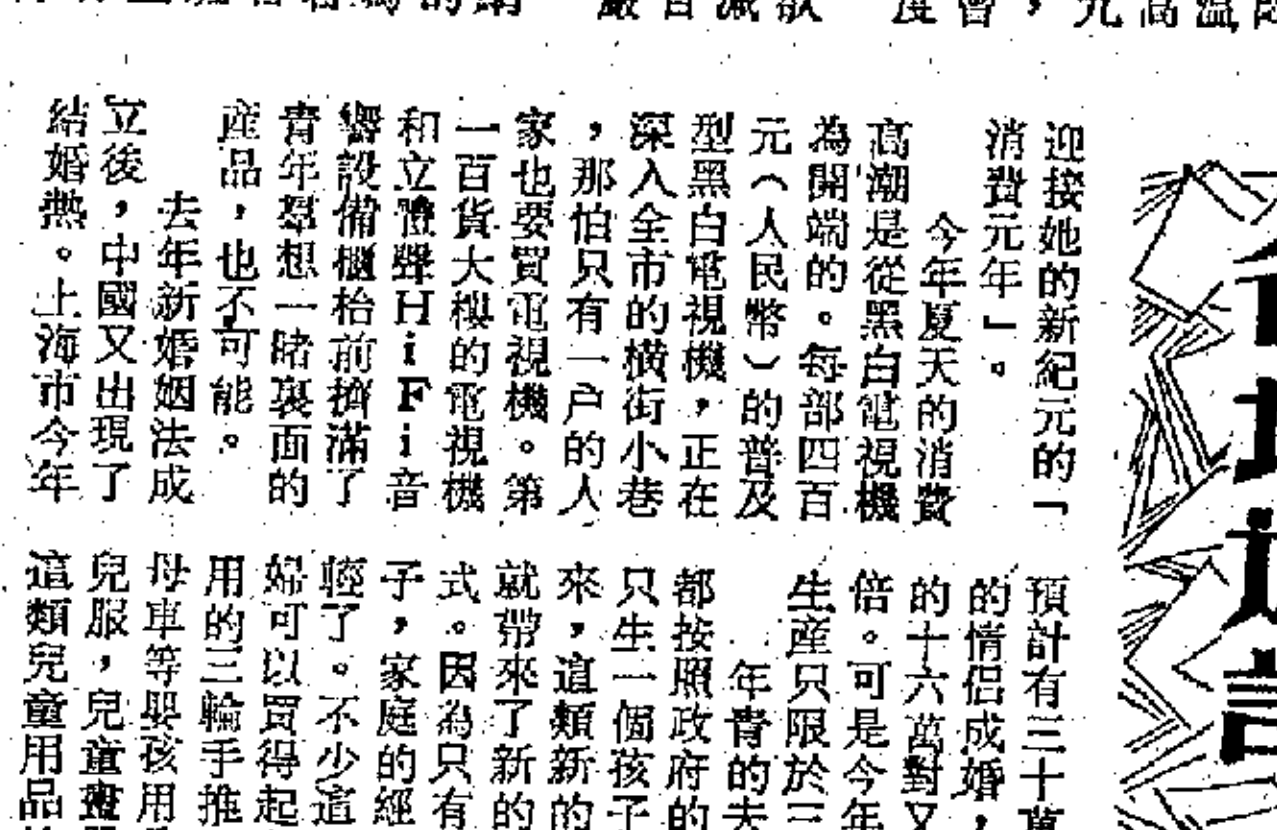 迎接她的新紀元的「
消費元年」。
今年夏天的消費
高潮是從黑白電視機
為開端的。每部四百
元(人民幣)的普及
型黑白電視機,正在
深入全市的橫街小巷
,那怕只有一户的人
家也要買電視機。第
一百貨大樓的電視機
和立體聲HiFi音
響設備櫃枱前擠滿了
青年羣想一睹裏面的
產品,也不可能。
去年新婚姻法成
立後,中國又出現了
結婚熱。上海市今年
預計有三十萬
的情侶成婚,
的十六萬對又
倍。可是今年
生產只限於三
年青的夫
都按照政府的
只生一個孩子
來,這類新的
就帶來了新的
式。因為只有
子,家庭的經
輕了。不少這
婦可以買得起
用的三輪手推
母車等嬰孩用
兒服,兒童
這類兒童用品